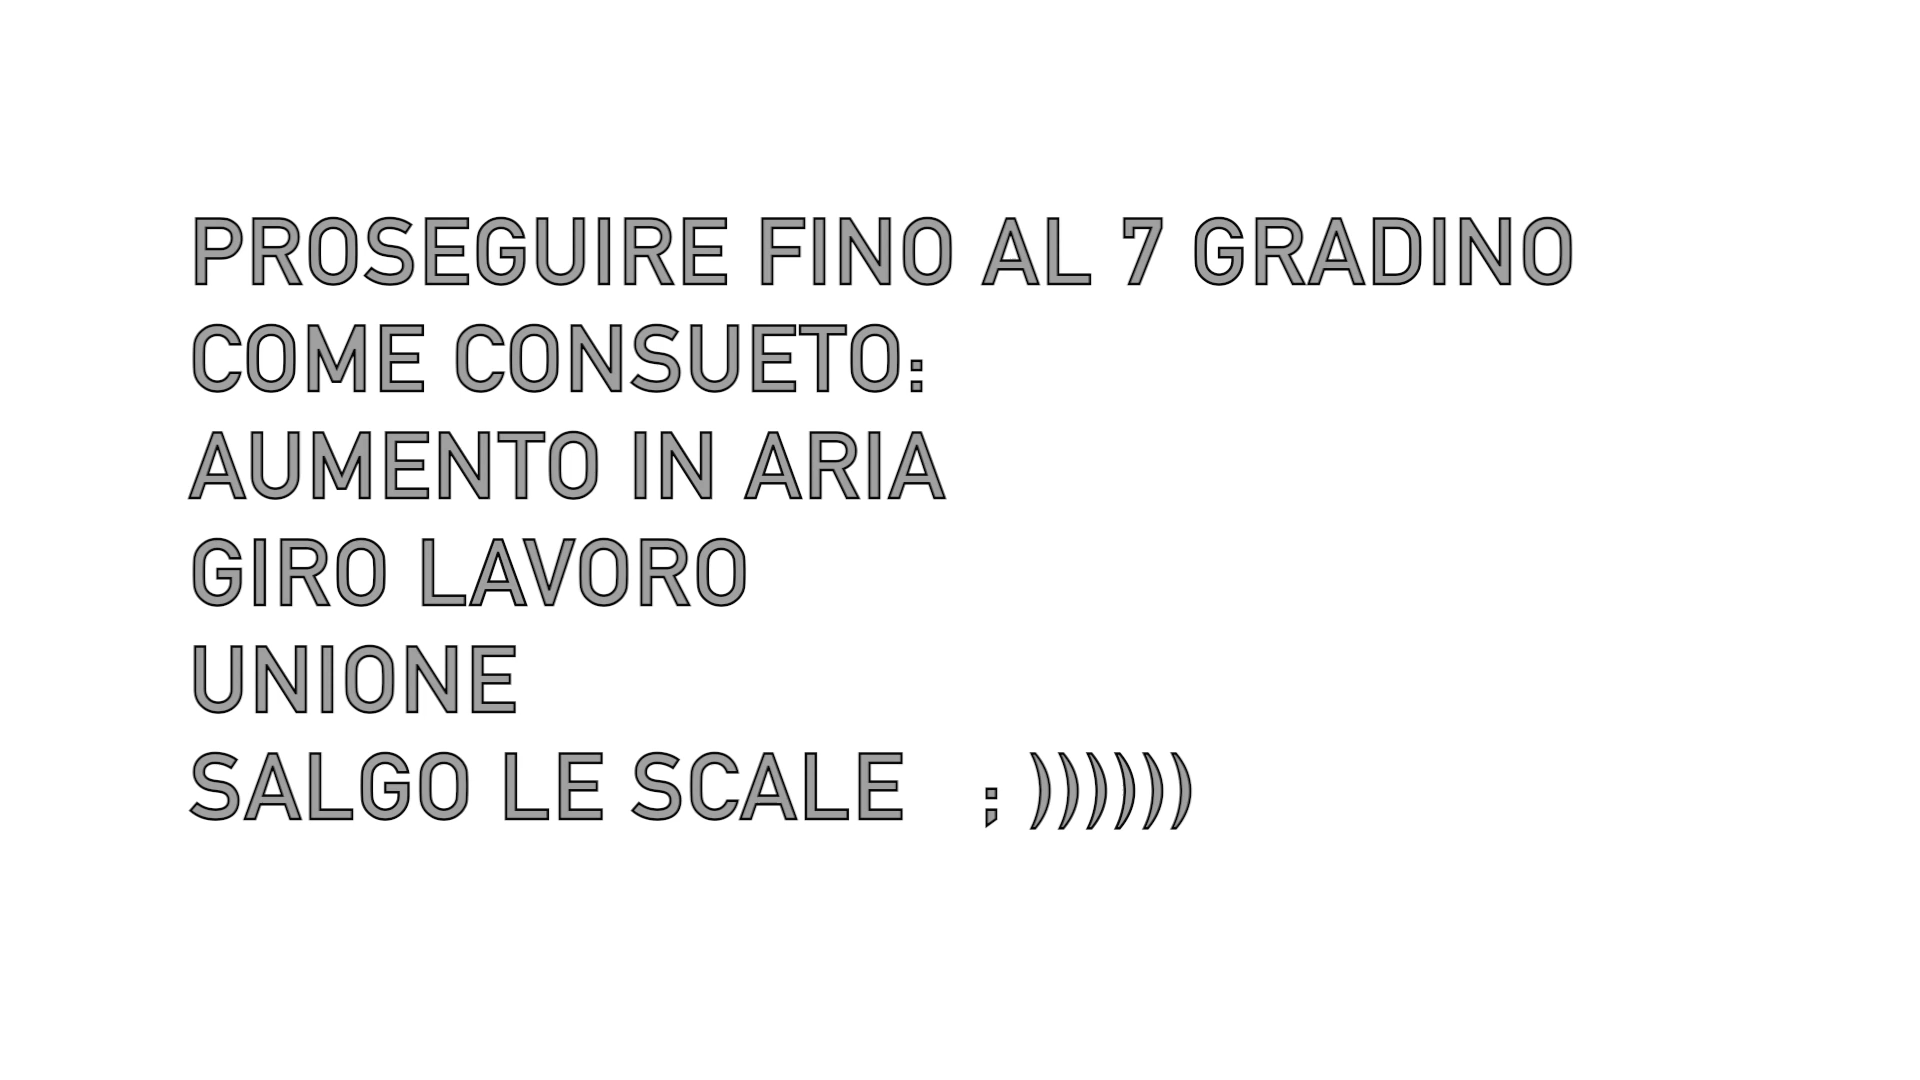 PROSEGUIRE FINO AL 7 GRADINO
COME CONSUETO:
AUMENTO IN ARIA
GIRO LAVORO
UNIONE
SALGO LE SCALE   ; ))))))